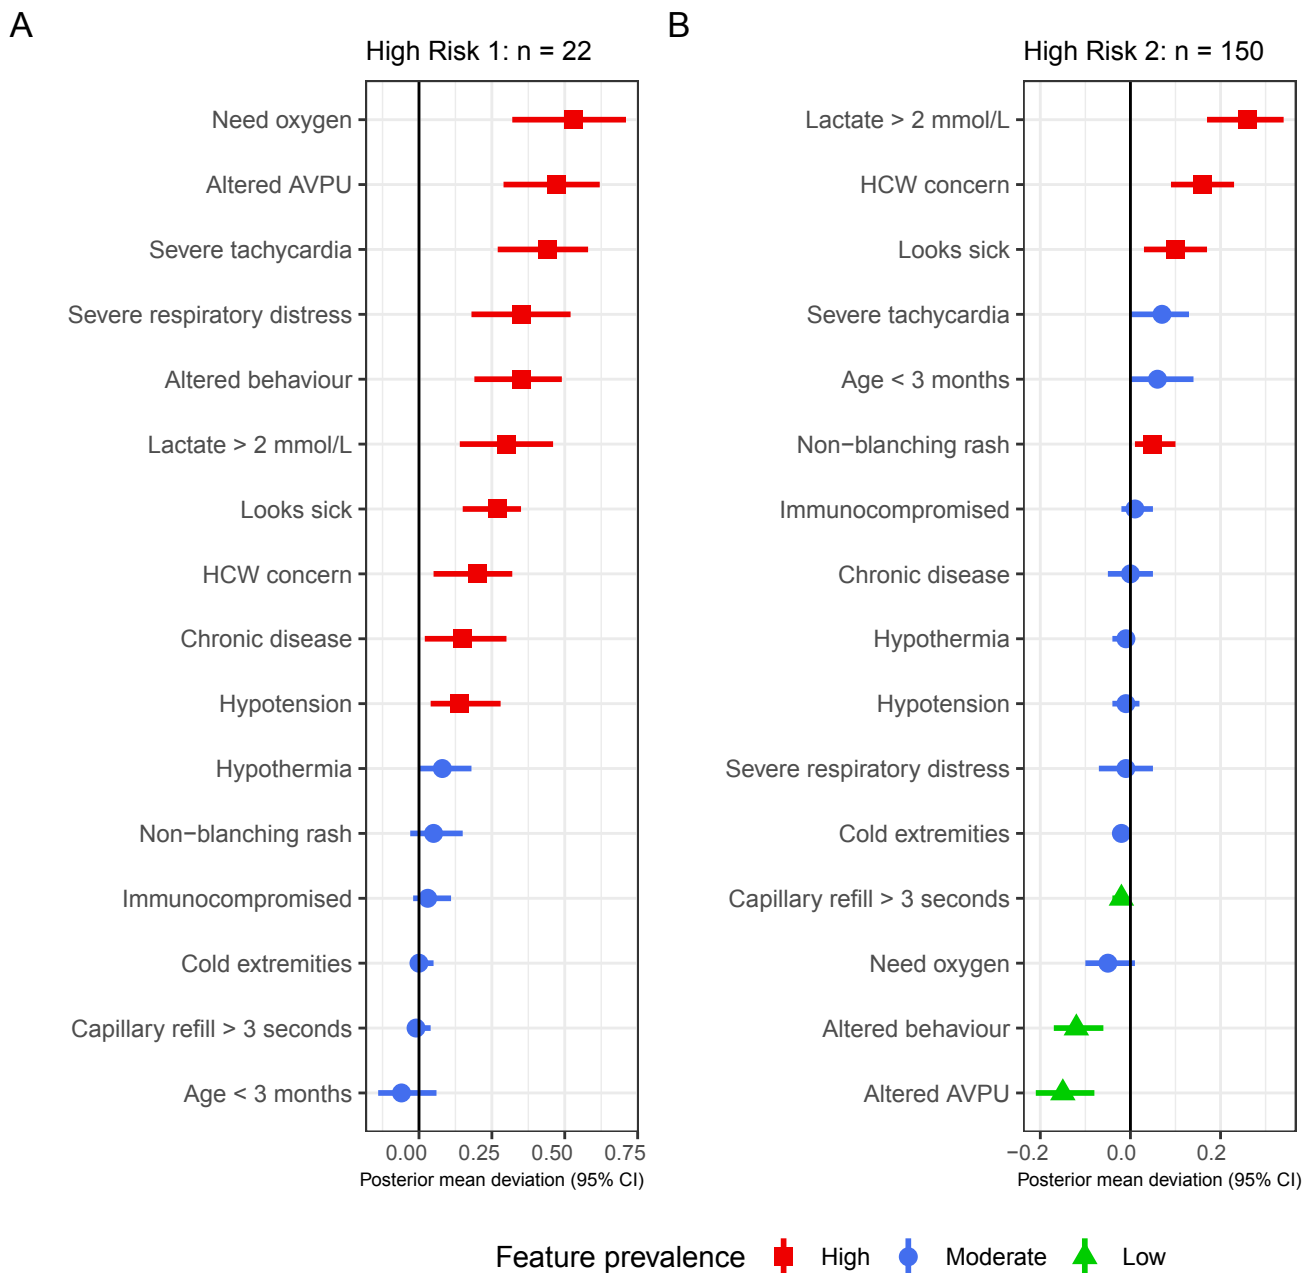 A
High Risk 1: n = 22
Need oxygen
Altered AVPU
Severe tachycardia
Severe respiratory distress
Altered behaviour
Lactate > 2 mmol/L
Looks sick
HCW concern
Chronic disease
Hypotension
Hypothermia
Non−blanching rash
Immunocompromised
Cold extremities
Capillary refill > 3 seconds
Age < 3 months
0.00 0.25 0.50 0.75
Posterior mean deviation (95% CI)
B
High Risk 2: n = 150
Lactate > 2 mmol/L
HCW concern
Looks sick
Severe tachycardia
Age < 3 months
Non−blanching rash
Immunocompromised
Chronic disease
Hypothermia
Hypotension
Severe respiratory distress
Cold extremities
Capillary refill > 3 seconds
Need oxygen
Altered behaviour
Altered AVPU
−0.2 0.0 0.2
Posterior mean deviation (95% CI)
Feature prevalence High Moderate Low